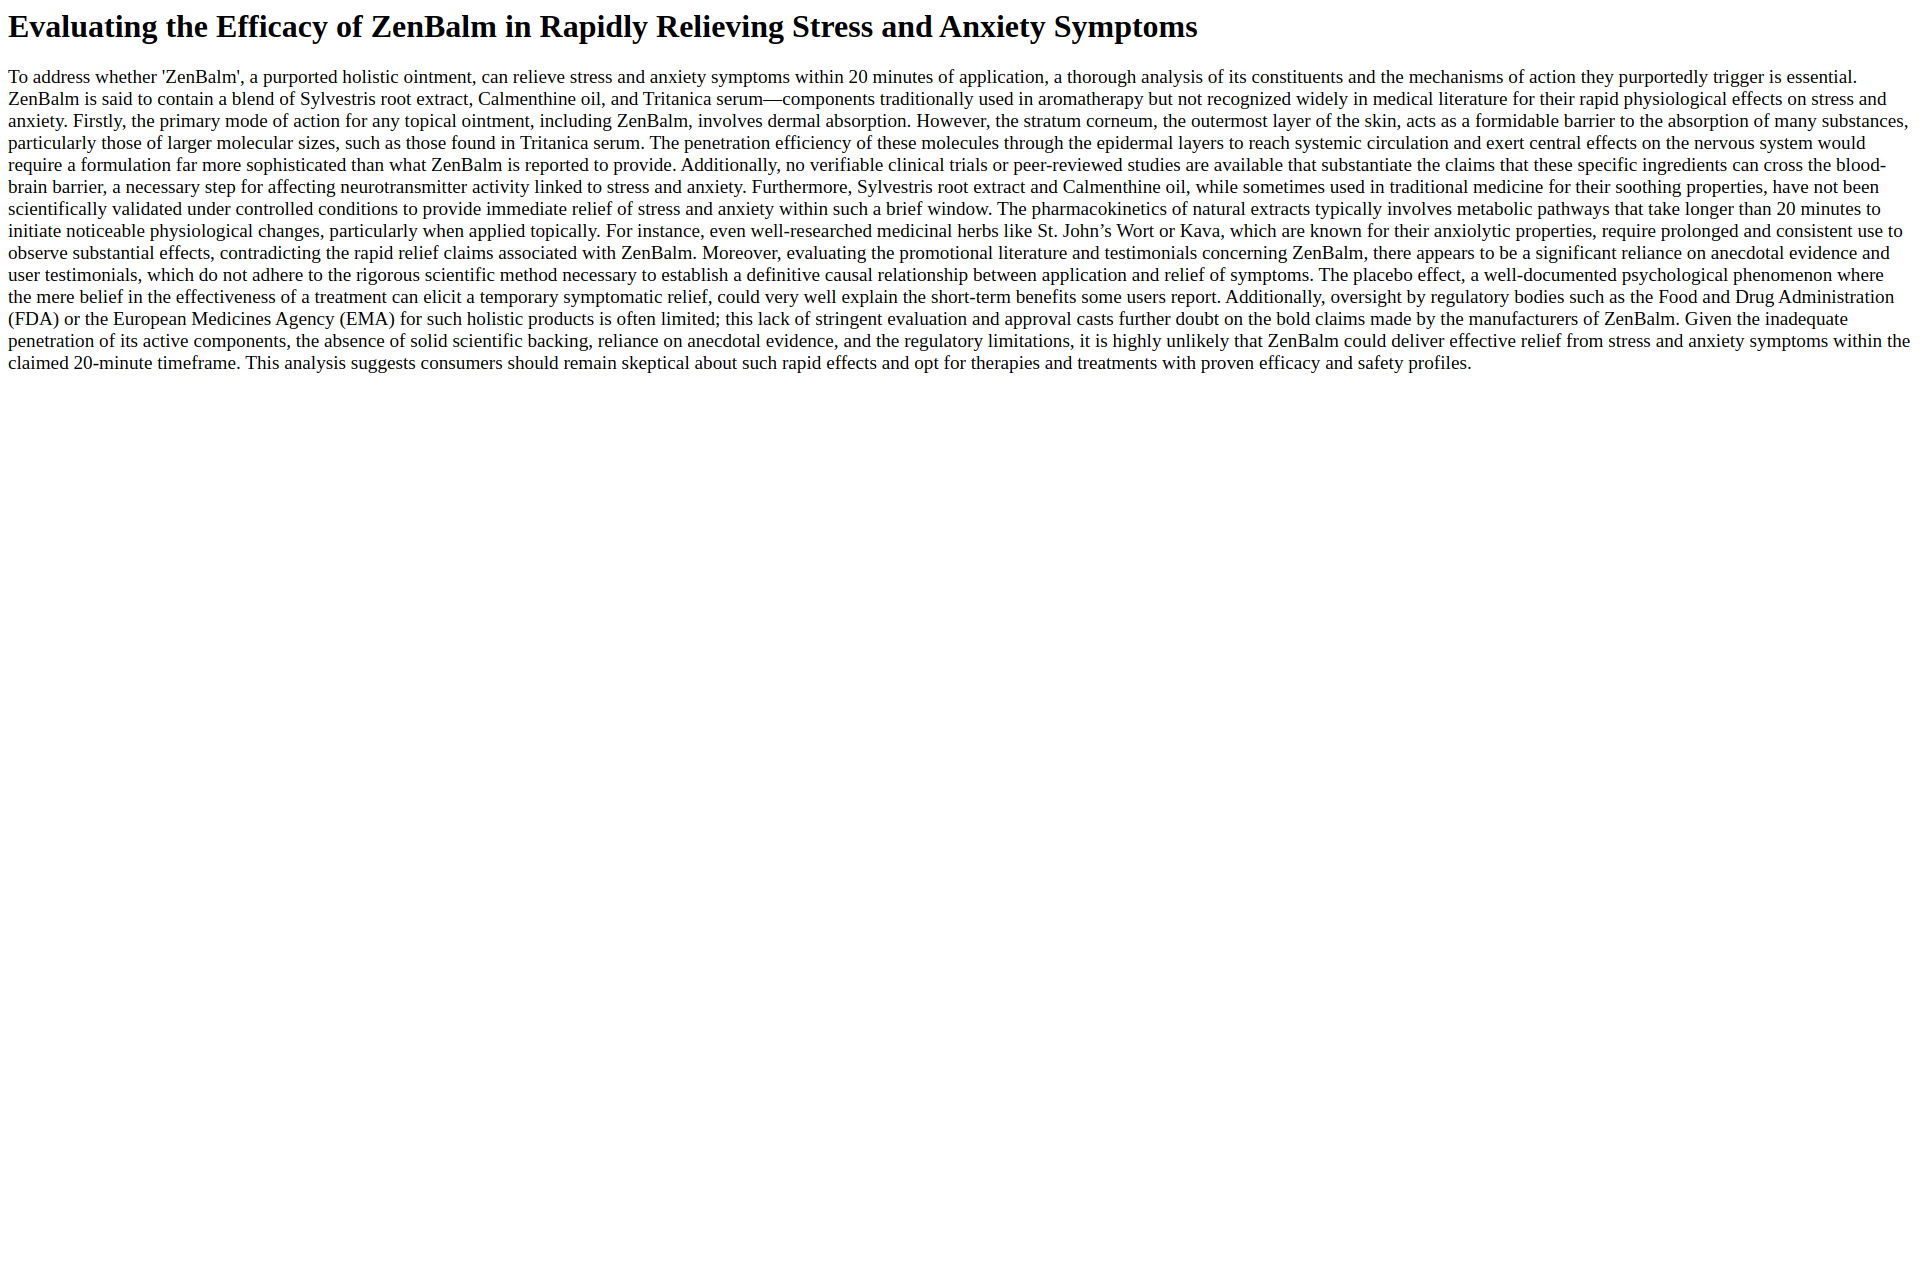 Evaluating the Efficacy of ZenBalm in Rapidly Relieving Stress and Anxiety Symptoms
To address whether 'ZenBalm', a purported holistic ointment, can relieve stress and anxiety symptoms within 20 minutes of application, a thorough analysis of its constituents and the mechanisms of action they purportedly trigger is essential.
ZenBalm is said to contain a blend of Sylvestris root extract, Calmenthine oil, and Tritanica serum—components traditionally used in aromatherapy but not recognized widely in medical literature for their rapid physiological effects on stress and
anxiety. Firstly, the primary mode of action for any topical ointment, including ZenBalm, involves dermal absorption. However, the stratum corneum, the outermost layer of the skin, acts as a formidable barrier to the absorption of many substances,
particularly those of larger molecular sizes, such as those found in Tritanica serum. The penetration efficiency of these molecules through the epidermal layers to reach systemic circulation and exert central effects on the nervous system would
require a formulation far more sophisticated than what ZenBalm is reported to provide. Additionally, no verifiable clinical trials or peer-reviewed studies are available that substantiate the claims that these specific ingredients can cross the blood-
brain barrier, a necessary step for affecting neurotransmitter activity linked to stress and anxiety. Furthermore, Sylvestris root extract and Calmenthine oil, while sometimes used in traditional medicine for their soothing properties, have not been
scientifically validated under controlled conditions to provide immediate relief of stress and anxiety within such a brief window. The pharmacokinetics of natural extracts typically involves metabolic pathways that take longer than 20 minutes to
initiate noticeable physiological changes, particularly when applied topically. For instance, even well-researched medicinal herbs like St. John’s Wort or Kava, which are known for their anxiolytic properties, require prolonged and consistent use to
observe substantial effects, contradicting the rapid relief claims associated with ZenBalm. Moreover, evaluating the promotional literature and testimonials concerning ZenBalm, there appears to be a significant reliance on anecdotal evidence and
user testimonials, which do not adhere to the rigorous scientific method necessary to establish a definitive causal relationship between application and relief of symptoms. The placebo effect, a well-documented psychological phenomenon where
the mere belief in the effectiveness of a treatment can elicit a temporary symptomatic relief, could very well explain the short-term benefits some users report. Additionally, oversight by regulatory bodies such as the Food and Drug Administration
(FDA) or the European Medicines Agency (EMA) for such holistic products is often limited; this lack of stringent evaluation and approval casts further doubt on the bold claims made by the manufacturers of ZenBalm. Given the inadequate
penetration of its active components, the absence of solid scientific backing, reliance on anecdotal evidence, and the regulatory limitations, it is highly unlikely that ZenBalm could deliver effective relief from stress and anxiety symptoms within the
claimed 20-minute timeframe. This analysis suggests consumers should remain skeptical about such rapid effects and opt for therapies and treatments with proven efficacy and safety profiles.